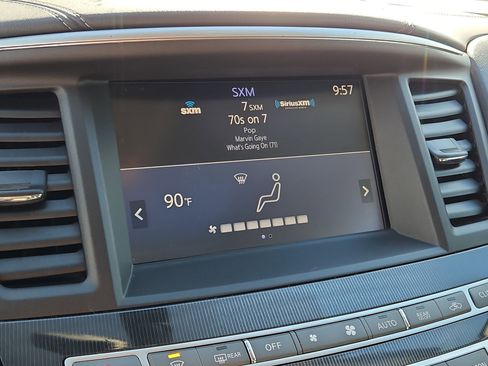 SXM 9:57
sxm 7 SXM SiriusXM
70s on 7
Pop
Marvin Gaye
What's Going On (71)
90°F
REAR OFF AUTO REAR